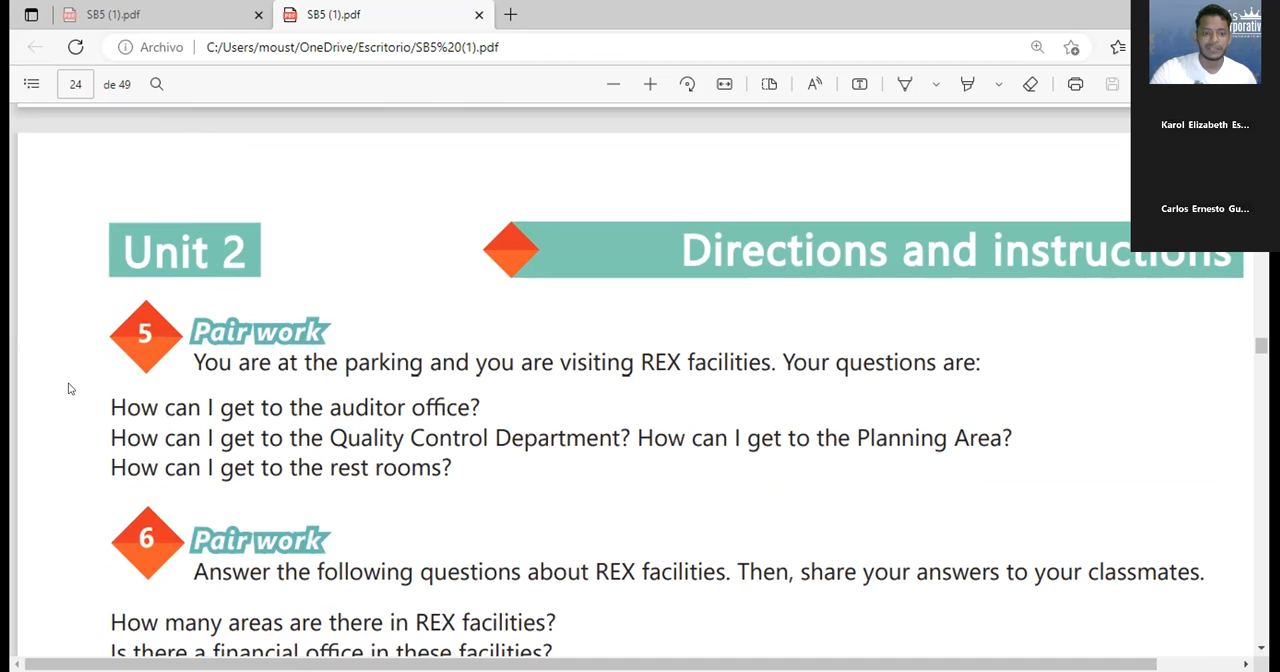 SB5 (1).pdf
SB5 (1).pdf
Archivo
C:/Users/moust/OneDrive/Escritorio/SB5%20(1).pdf
24 de 49
Karol Elizabeth Es...
Carlos Ernesto Gu...
Unit 2
Directions and instructions
5 Pair work
You are at the parking and you are visiting REX facilities. Your questions are:
How can I get to the auditor office?
How can I get to the Quality Control Department? How can I get to the Planning Area?
How can I get to the rest rooms?
6 Pair work
Answer the following questions about REX facilities. Then, share your answers to your classmates.
How many areas are there in REX facilities?
Is there a financial office in these facilities?